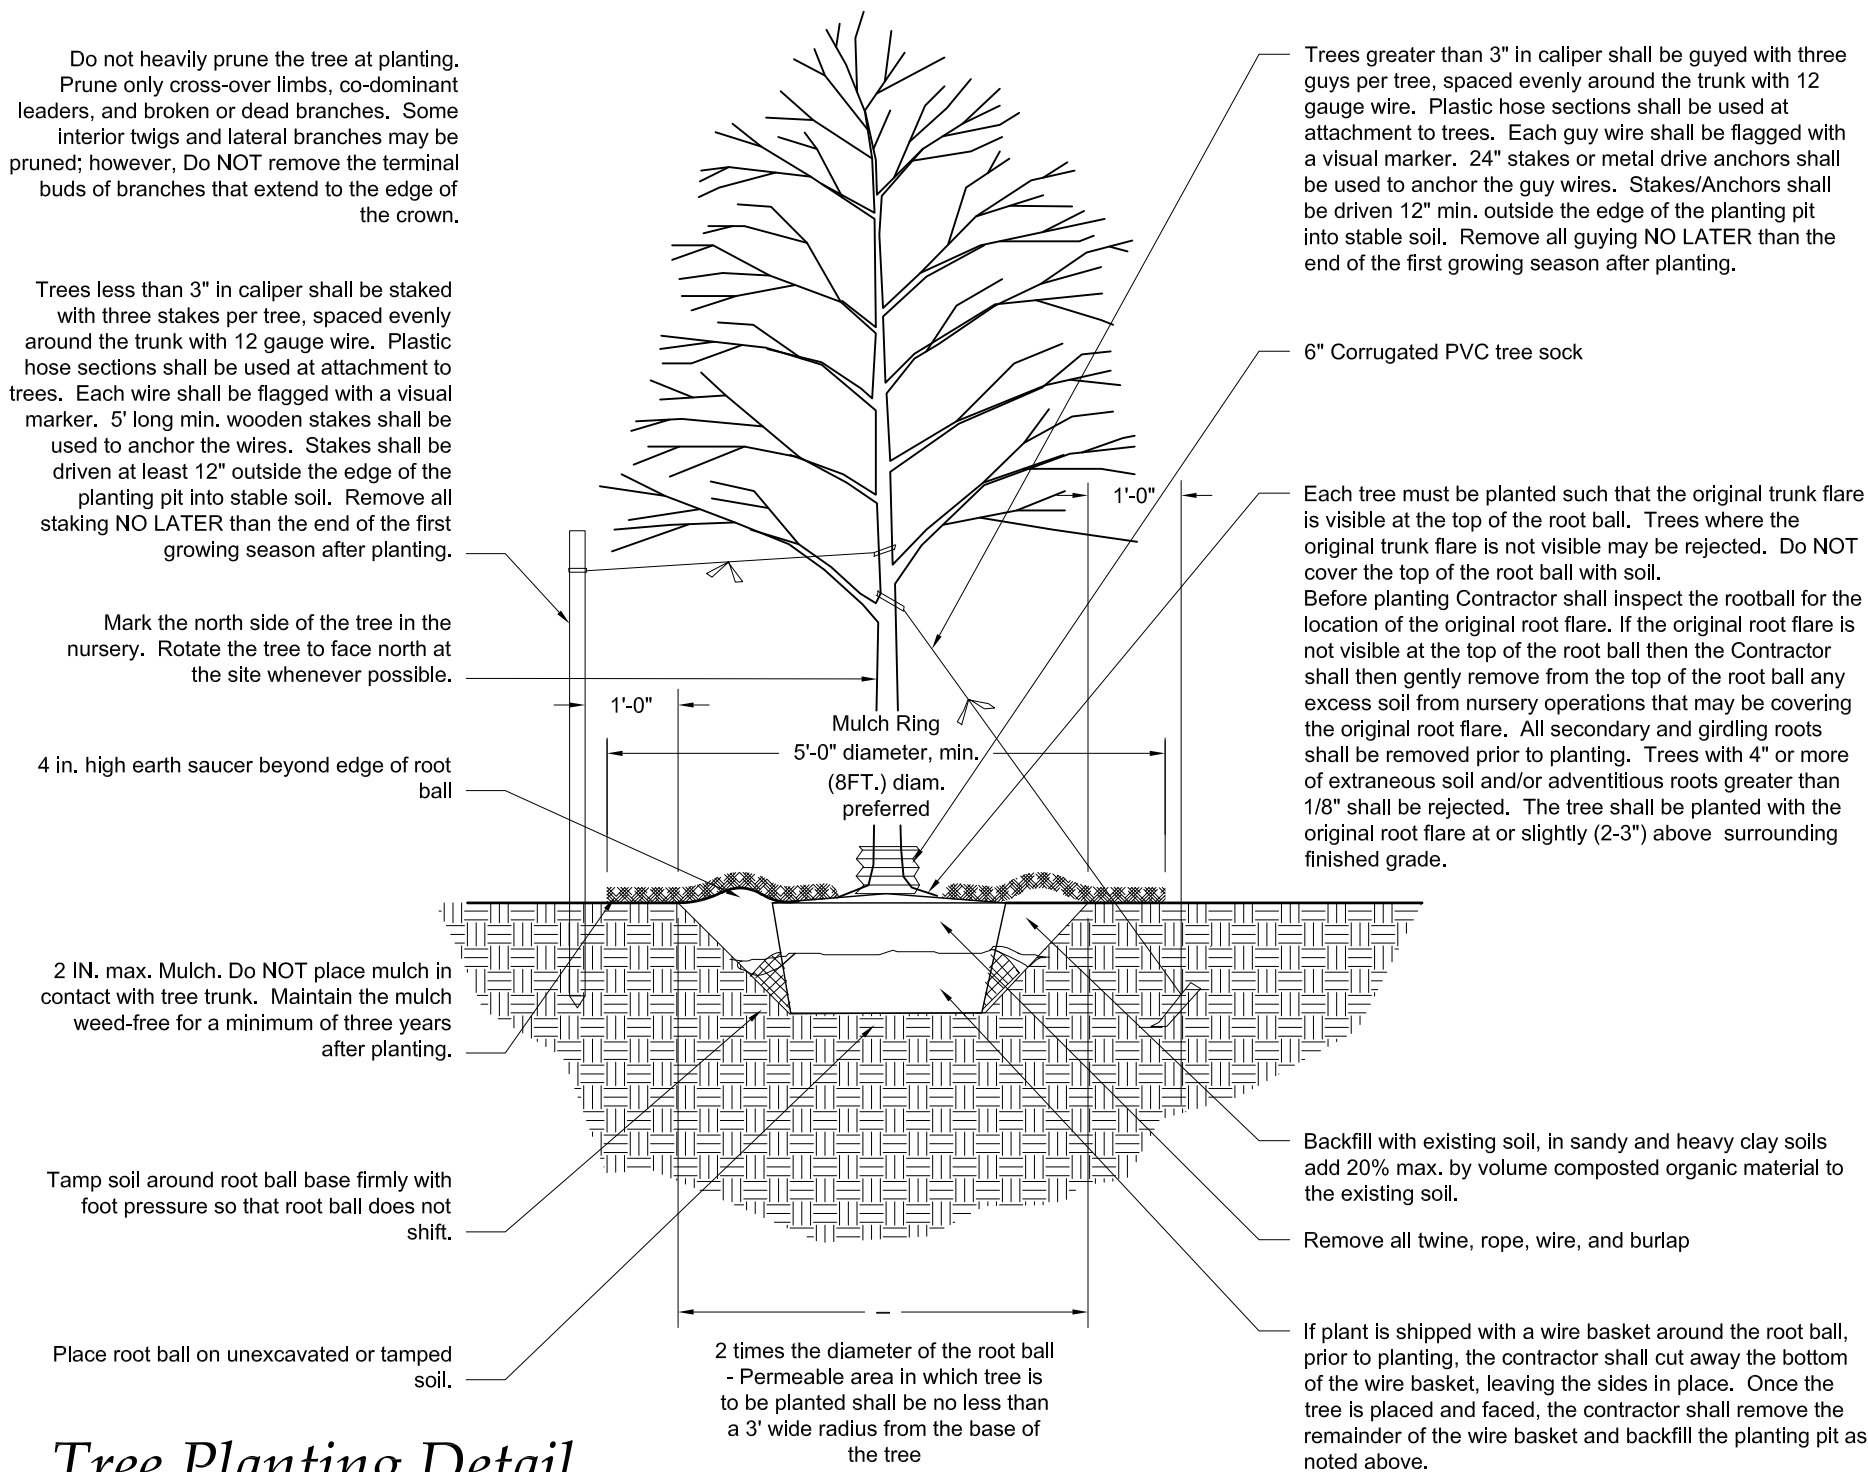 Do not heavily prune the tree at planting.
Prune only cross-over limbs, co-dominant
leaders, and broken or dead branches.  Some
interior twigs and lateral branches may be
pruned; however, Do NOT remove the terminal
buds of branches that extend to the edge of
the crown.
Trees less than 3" in caliper shall be staked
with three stakes per tree, spaced evenly
around the trunk with 12 gauge wire.  Plastic
hose sections shall be used at attachment to
trees.  Each wire shall be flagged with a visual
marker.  5' long min. wooden stakes shall be
used to anchor the wires.  Stakes shall be
driven at least 12" outside the edge of the
planting pit into stable soil.  Remove all
staking NO LATER than the end of the first
growing season after planting.
Mark the north side of the tree in the
nursery.  Rotate the tree to face north at
the site whenever possible.
4 in. high earth saucer beyond edge of root
ball
2 IN. max. Mulch. Do NOT place mulch in
contact with tree trunk.  Maintain the mulch
weed-free for a minimum of three years
after planting.
Tamp soil around root ball base firmly with
foot pressure so that root ball does not
shift.
Place root ball on unexcavated or tamped
soil.
Tree Planting Detail
1'-0"
1'-0"
Mulch Ring
5'-0" diameter, min.
(8FT.) diam.
preferred
–
2 times the diameter of the root ball
- Permeable area in which tree is
to be planted shall be no less than
a 3' wide radius from the base of
the tree
Trees greater than 3" in caliper shall be guyed with three
guys per tree, spaced evenly around the trunk with 12
gauge wire.  Plastic hose sections shall be used at
attachment to trees.  Each guy wire shall be flagged with
a visual marker.  24" stakes or metal drive anchors shall
be used to anchor the guy wires.  Stakes/Anchors shall
be driven 12" min. outside the edge of the planting pit
into stable soil.  Remove all guying NO LATER than the
end of the first growing season after planting.
6" Corrugated PVC tree sock
Each tree must be planted such that the original trunk flare
is visible at the top of the root ball.  Trees where the
original trunk flare is not visible may be rejected.  Do NOT
cover the top of the root ball with soil.
Before planting Contractor shall inspect the rootball for the
location of the original root flare. If the original root flare is
not visible at the top of the root ball then the Contractor
shall then gently remove from the top of the root ball any
excess soil from nursery operations that may be covering
the original root flare.  All secondary and girdling roots
shall be removed prior to planting.  Trees with 4" or more
of extraneous soil and/or adventitious roots greater than
1/8" shall be rejected.  The tree shall be planted with the
original root flare at or slightly (2-3") above  surrounding
finished grade.
Backfill with existing soil, in sandy and heavy clay soils
add 20% max. by volume composted organic material to
the existing soil.
Remove all twine, rope, wire, and burlap
If plant is shipped with a wire basket around the root ball,
prior to planting, the contractor shall cut away the bottom
of the wire basket, leaving the sides in place.  Once the
tree is placed and faced, the contractor shall remove the
remainder of the wire basket and backfill the planting pit as
noted above.